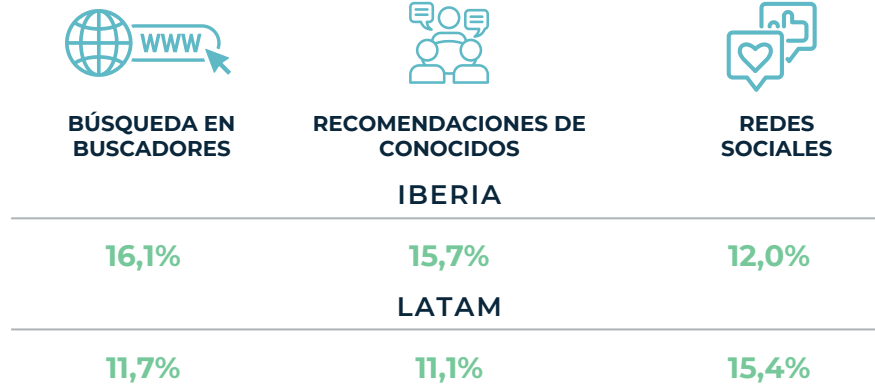 WWW
BÚSQUEDA EN
BUSCADORES
RECOMENDACIONES DE
CONOCIDOS
REDES
SOCIALES
IBERIA
16,1%
15,7%
12,0%
LATAM
11,7%
11,1%
15,4%